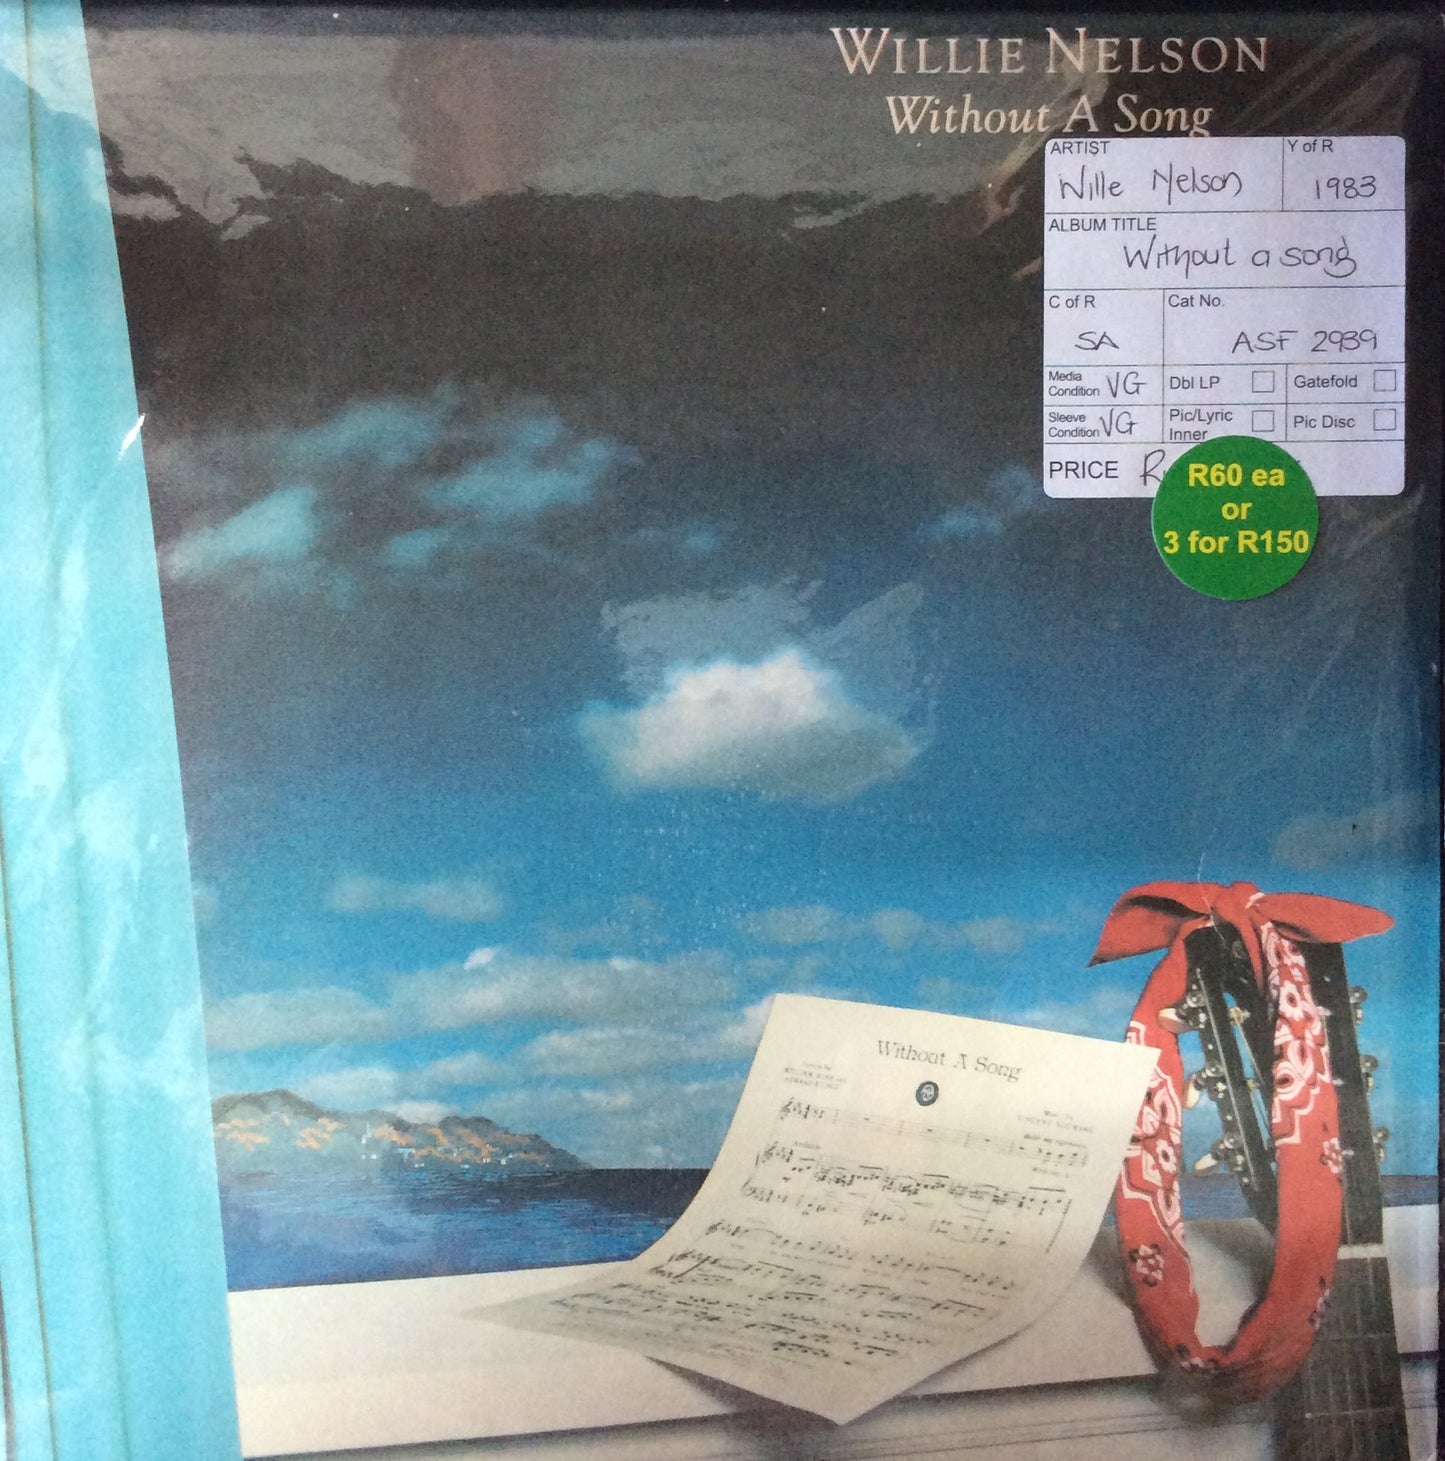 WILLIE NELSON
Without A Song
ARTIST
Wille Nelson
Y of R
1983
ALBUM TITLE
Without a song
C of R
SA
Cat No.
ASF 2939
Media
Condition VG
Dbl LP
Gatefold
Sleeve
Condition VG
Pic/Lyric
Inner
Pic Disc
PRICE R
R60 ea
or
3 for R150
Without A Song